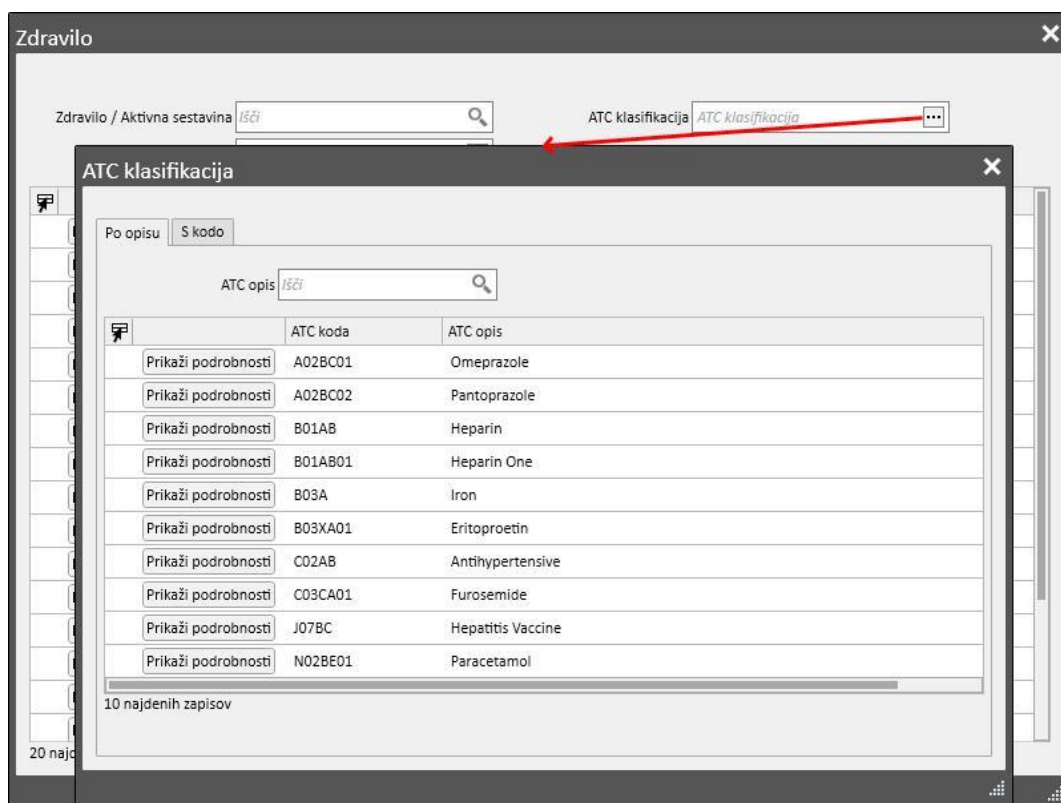 Zdravilo
Zdravilo / Aktivna sestavina Išči ATC klasifikacija ATC klasifikacija ...
ATC klasifikacija
Po opisu S kodo
ATC opis Išči
ATC koda ATC opis
Prikaži podrobnosti A02BC01 Omeprazole
Prikaži podrobnosti A02BC02 Pantoprazole
Prikaži podrobnosti B01AB Heparin
Prikaži podrobnosti B01AB01 Heparin One
Prikaži podrobnosti B03A Iron
Prikaži podrobnosti B03XA01 Eritoproetin
Prikaži podrobnosti C02AB Antihypertensive
Prikaži podrobnosti C03CA01 Furosemide
Prikaži podrobnosti J07BC Hepatitis Vaccine
Prikaži podrobnosti N02BE01 Paracetamol
10 najdenih zapisov
20 najd